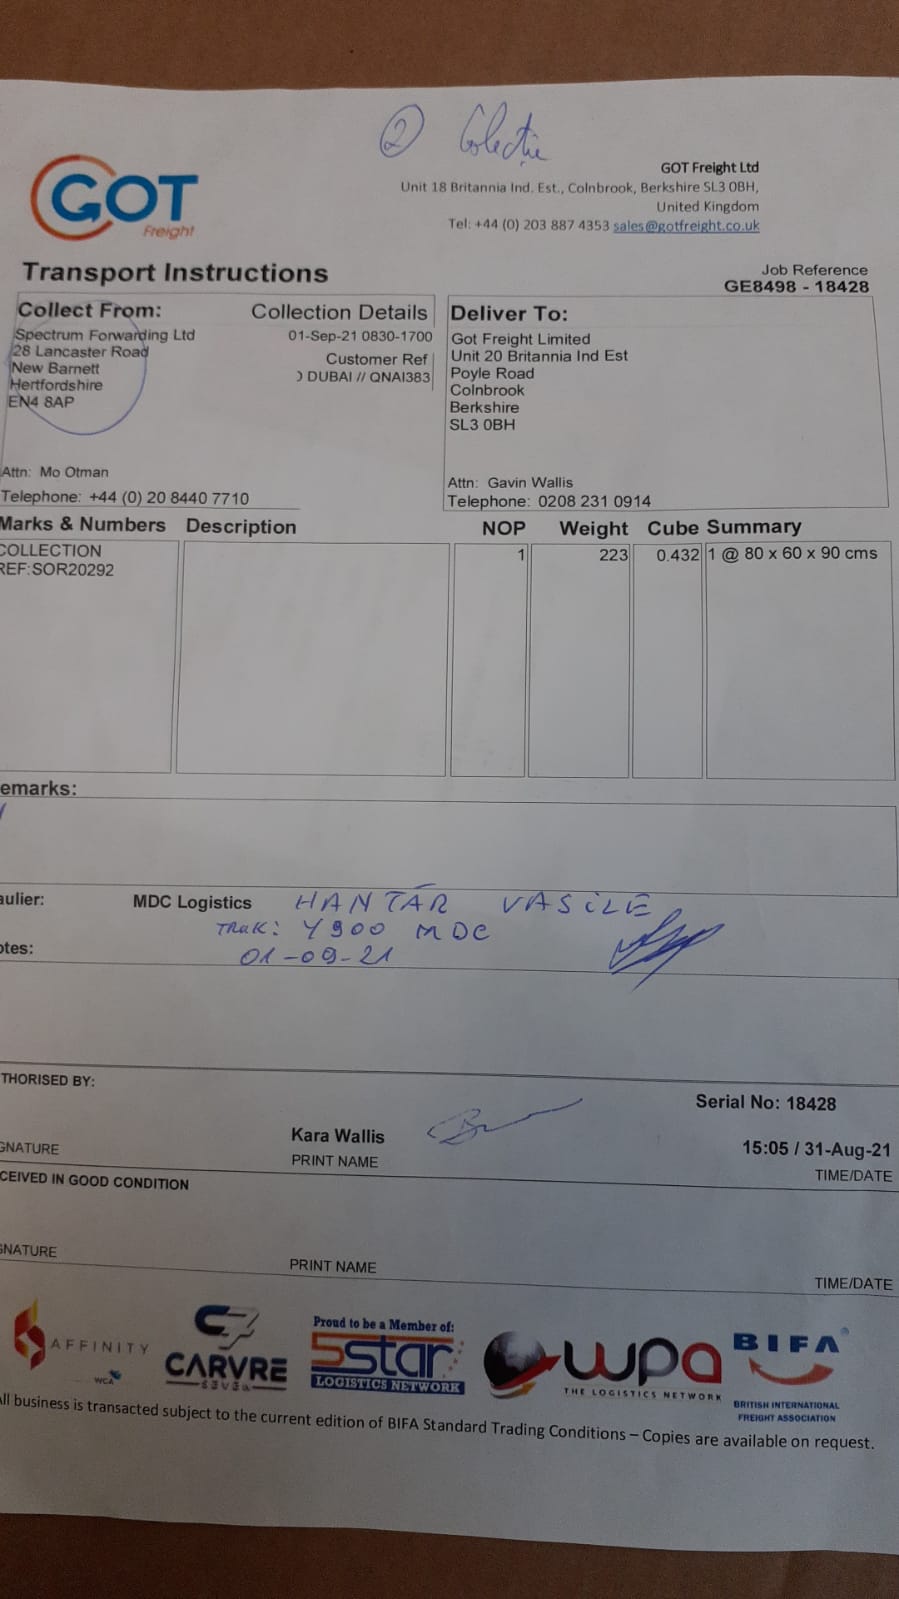 ② Colecție
GOT
Freight
GOT Freight Ltd
Unit 18 Britannia Ind. Est., Colnbrook, Berkshire SL3 0BH,
United Kingdom
Tel: +44 (0) 203 887 4353 sales@gotfreight.co.uk
Transport Instructions
Job Reference
GE8498 - 18428
Collect From:
Spectrum Forwarding Ltd
28 Lancaster Road
New Barnett
Hertfordshire
EN4 8AP
Attn: Mo Otman
Telephone: +44 (0) 20 8440 7710
Collection Details
01-Sep-21 0830-1700
Customer Ref
) DUBAI // QNAI383
Deliver To:
Got Freight Limited
Unit 20 Britannia Ind Est
Poyle Road
Colnbrook
Berkshire
SL3 0BH
Attn: Gavin Wallis
Telephone: 0208 231 0914
Marks & Numbers Description NOP Weight Cube Summary
COLLECTION 1 223 0.432 1 @ 80 x 60 x 90 cms
REF:SOR20292
emarks:
aulier: MDC Logistics HANTĂR VASILE
TRUK: Y900 MDC
otes: 01-09-21
THORISED BY:
Serial No: 18428
Kara Wallis 15:05 / 31-Aug-21
GNATURE PRINT NAME TIME/DATE
CEIVED IN GOOD CONDITION
GNATURE PRINT NAME TIME/DATE
AFFINITY
WCA
C7
CARVRE
SEVEN
Proud to be a Member of:
5star
LOGISTICS NETWORK
wpa
THE LOGISTICS NETWORK
BIFA®
BRITISH INTERNATIONAL
FREIGHT ASSOCIATION
All business is transacted subject to the current edition of BIFA Standard Trading Conditions – Copies are available on request.